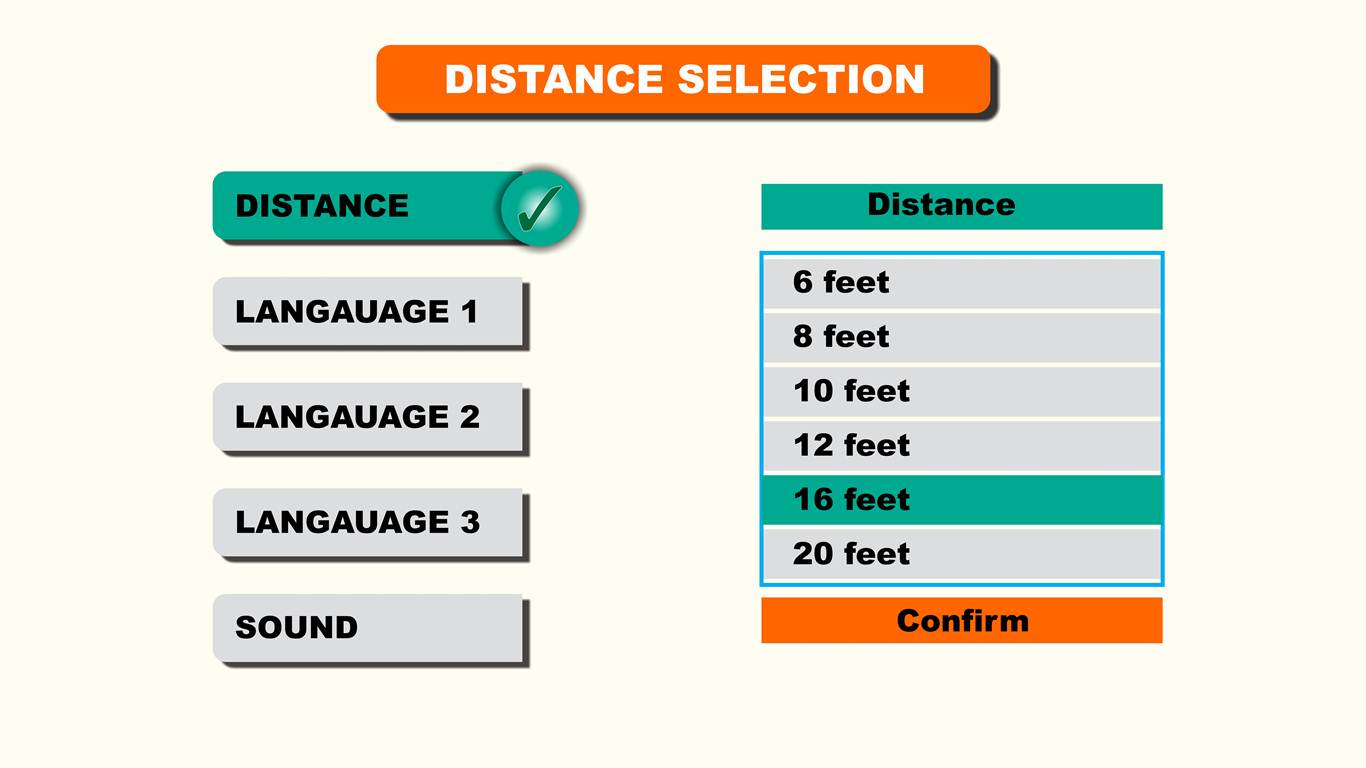 DISTANCE SELECTION
DISTANCE
LANGAUAGE 1
LANGAUAGE 2
LANGAUAGE 3
SOUND
Distance
6 feet
8 feet
10 feet
12 feet
16 feet
20 feet
Confirm